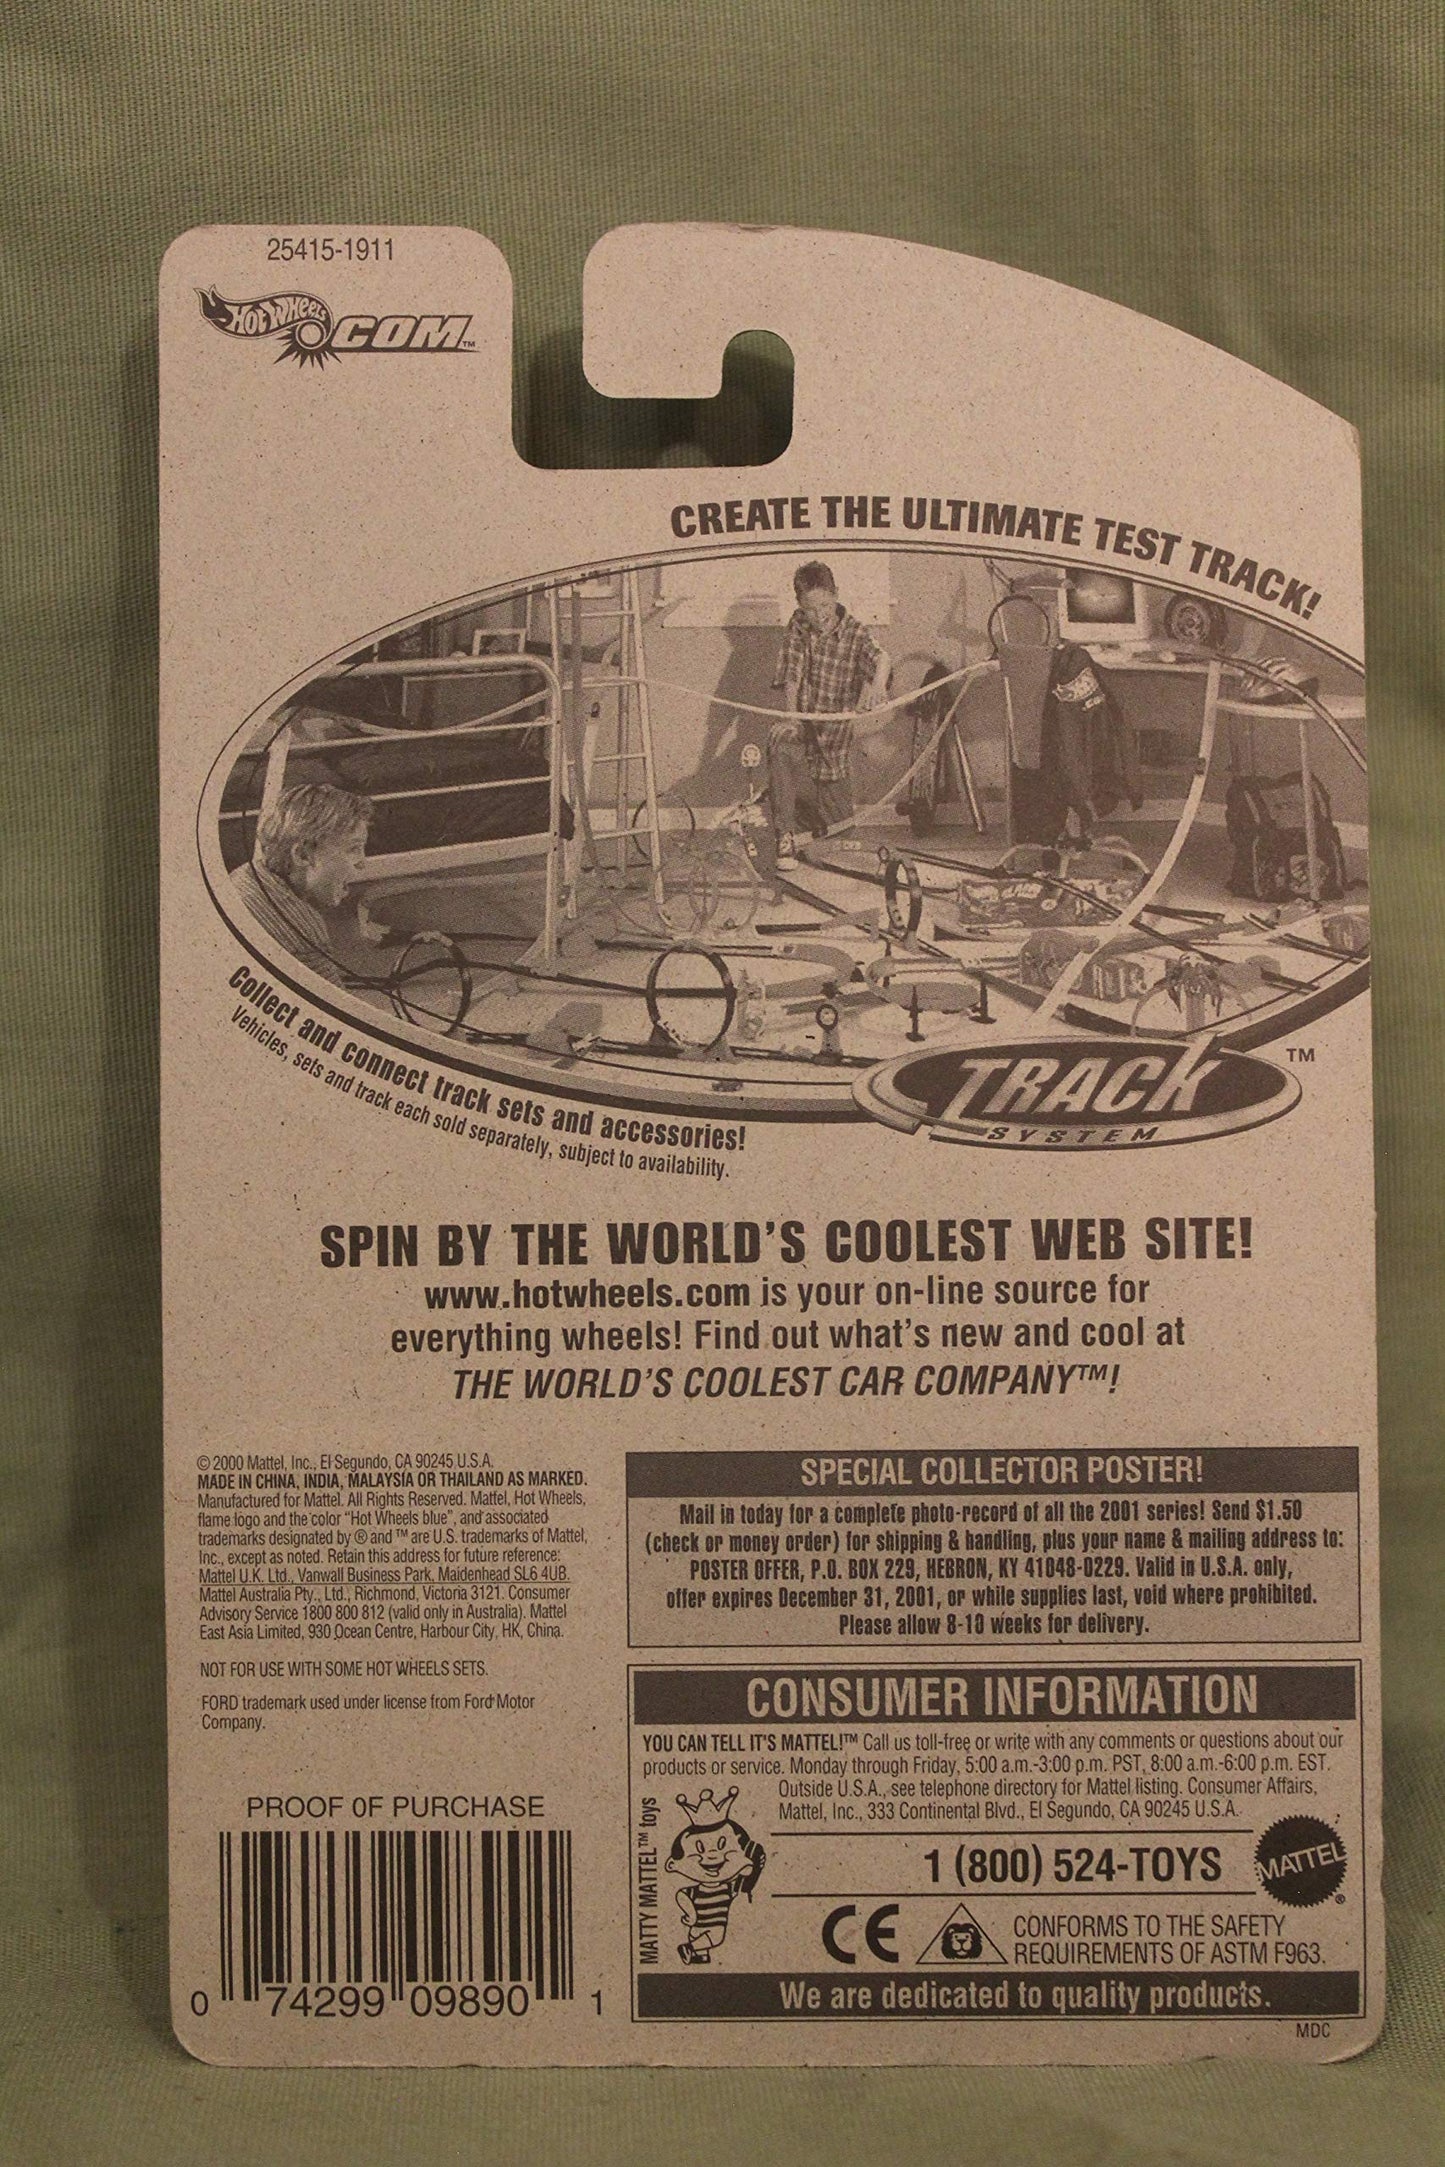 25415-1911
HOT WHEELS .COM ™
CREATE THE ULTIMATE TEST TRACK!
Collect and connect track sets and accessories!
Vehicles, sets and track each sold separately, subject to availability.
TRACK ™
SYSTEM
SPIN BY THE WORLD'S COOLEST WEB SITE!
www.hotwheels.com is your on-line source for
everything wheels! Find out what's new and cool at
THE WORLD'S COOLEST CAR COMPANY™!
© 2000 Mattel, Inc., El Segundo, CA 90245 U.S.A.
MADE IN CHINA, INDIA, MALAYSIA OR THAILAND AS MARKED.
Manufactured for Mattel. All Rights Reserved. Mattel, Hot Wheels,
flame logo and the color "Hot Wheels blue", and associated
trademarks designated by ® and ™ are U.S. trademarks of Mattel,
Inc., except as noted. Retain this address for future reference:
Mattel U.K. Ltd., Vanwall Business Park, Maidenhead SL6 4UB.
Mattel Australia Pty., Ltd., Richmond, Victoria 3121. Consumer
Advisory Service 1800 800 812 (valid only in Australia). Mattel
East Asia Limited, 930 Ocean Centre, Harbour City, HK, China.
NOT FOR USE WITH SOME HOT WHEELS SETS.
FORD trademark used under license from Ford Motor
Company.
PROOF OF PURCHASE
0 74299 09890 1
SPECIAL COLLECTOR POSTER!
Mail in today for a complete photo-record of all the 2001 series! Send $1.50
(check or money order) for shipping & handling, plus your name & mailing address to:
POSTER OFFER, P.O. BOX 229, HEBRON, KY 41048-0229. Valid in U.S.A. only,
offer expires December 31, 2001, or while supplies last, void where prohibited.
Please allow 8-10 weeks for delivery.
CONSUMER INFORMATION
YOU CAN TELL IT'S MATTEL!™ Call us toll-free or write with any comments or questions about our
products or service. Monday through Friday, 5:00 a.m.-3:00 p.m. PST, 8:00 a.m.-6:00 p.m. EST.
Outside U.S.A., see telephone directory for Mattel listing. Consumer Affairs,
Mattel, Inc., 333 Continental Blvd., El Segundo, CA 90245 U.S.A.
MATTY MATTEL™ toys
1 (800) 524-TOYS
MATTEL ®
CE
CONFORMS TO THE SAFETY
REQUIREMENTS OF ASTM F963.
We are dedicated to quality products.
MDC